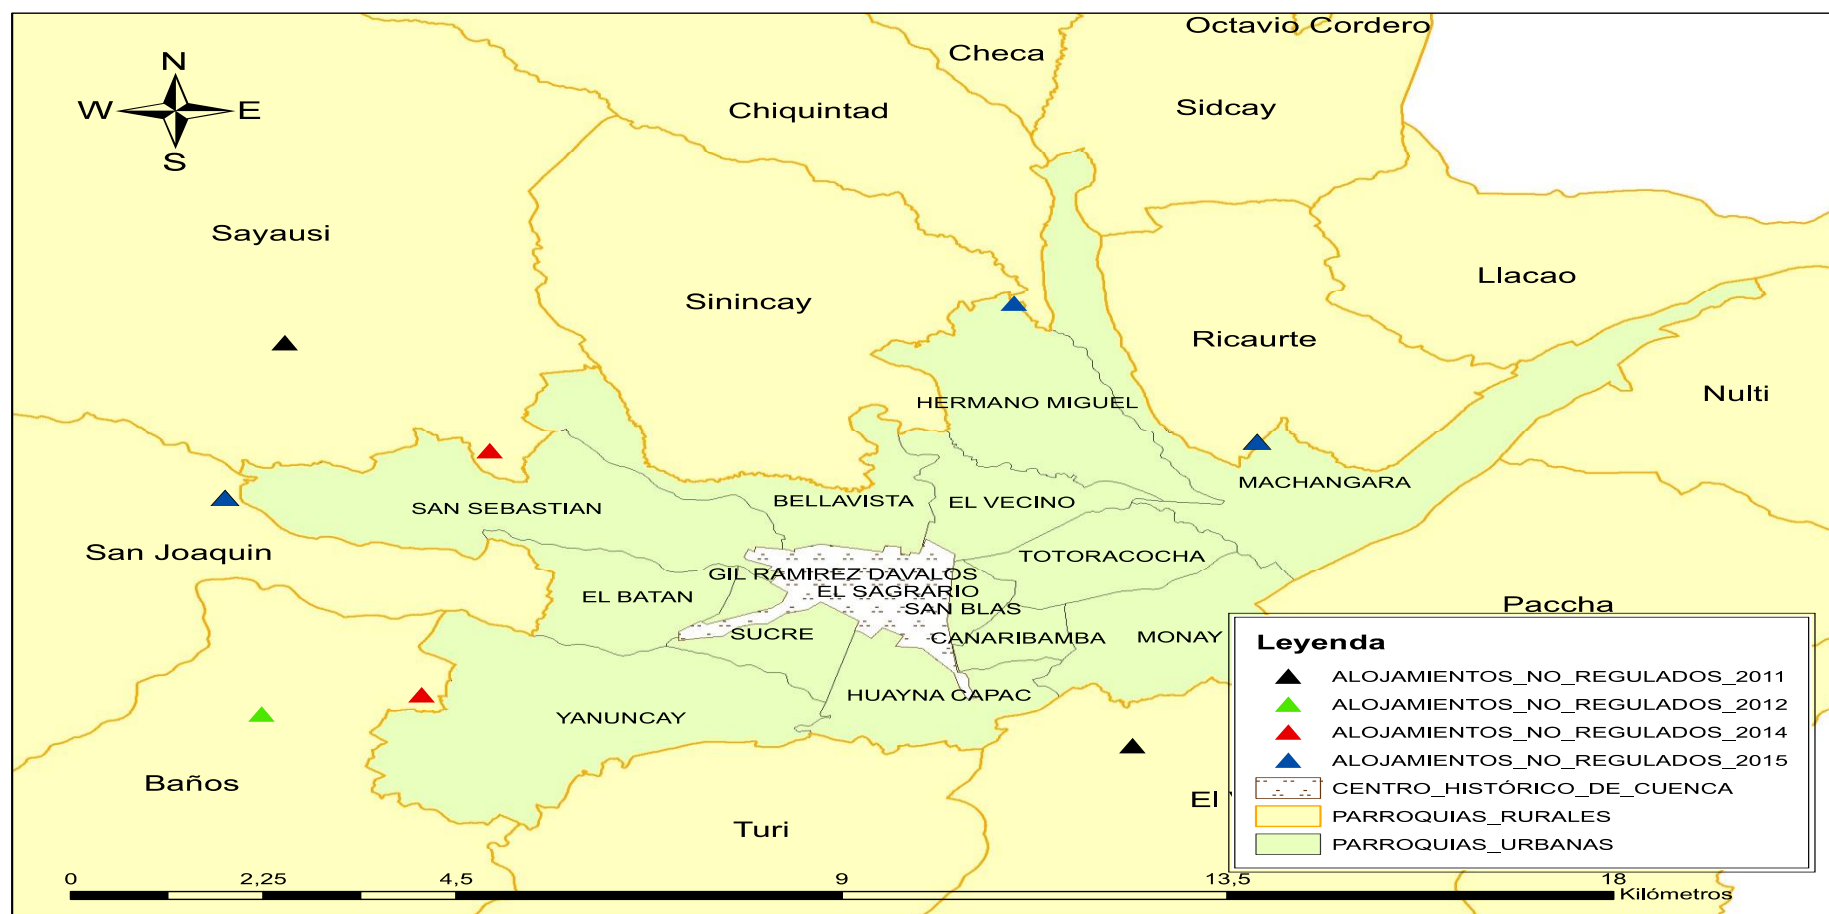 Octavio Cordero
Checa
N
Chiquintad
Sidcay
W
E
S
Sayausi
Llacao
Sinincay
Ricaurte
Nulti
HERMANO MIGUEL
MACHANGARA
BELLAVISTA
EL VECINO
SAN SEBASTIAN
San Joaquin
TOTORACOCHA
GIL RAMIREZ DAVALOS
EL SAGRARIO
EL BATAN
SAN BLAS
Paccha
SUCRE
CANARIBAMBA
MONAY
HUAYNA CAPAC
YANUNCAY
Baños
El
Turi
Leyenda
ALOJAMIENTOS_NO_REGULADOS_2011
ALOJAMIENTOS_NO_REGULADOS_2012
ALOJAMIENTOS_NO_REGULADOS_2014
ALOJAMIENTOS_NO_REGULADOS_2015
CENTRO_HISTÓRICO_DE_CUENCA
PARROQUIAS_RURALES
PARROQUIAS_URBANAS
0 2,25 4,5 9 13,5 18
Kilómetros